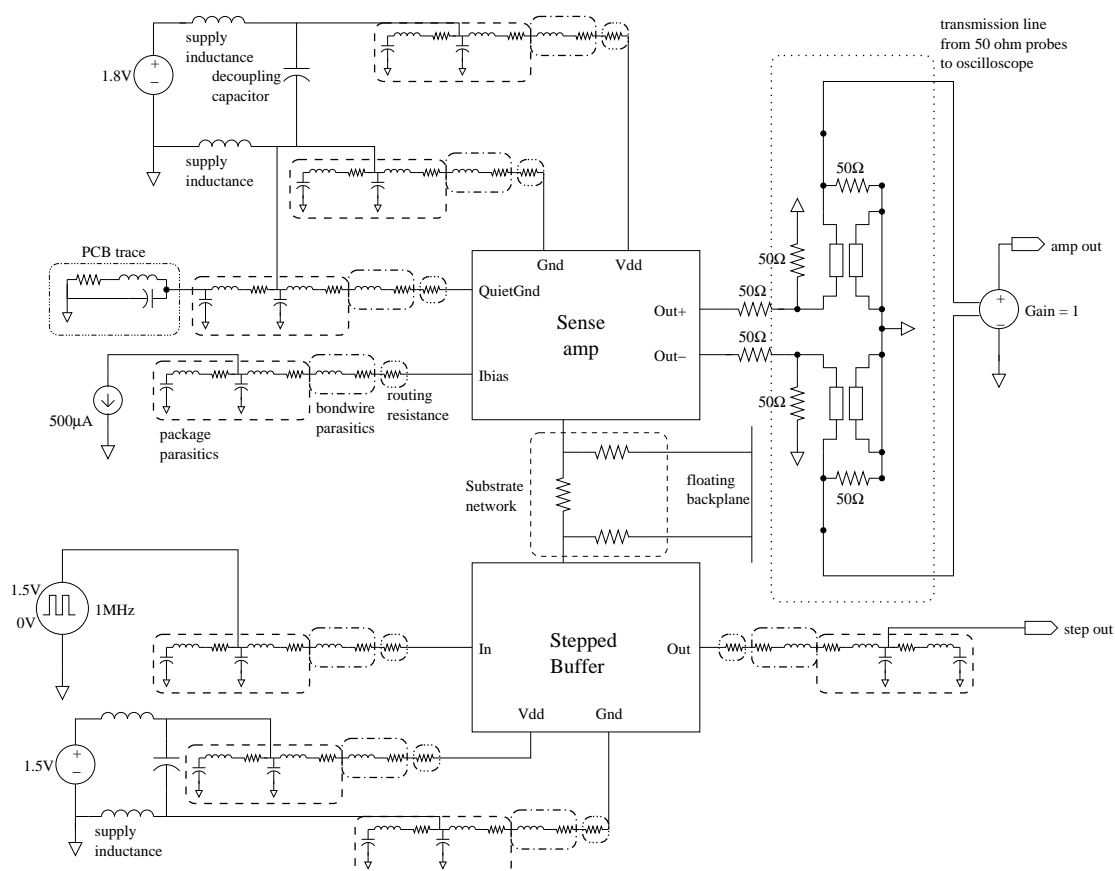 transmission line
from 50 ohm probes
to oscilloscope
supply
inductance
decoupling
capacitor
1.8V
+
−
supply
inductance
50Ω
50Ω
amp out
PCB trace
Gnd
Vdd
50Ω
QuietGnd
50Ω
+
−
Gain = 1
Sense
amp
Out+
Out−
50Ω
Ibias
routing
resistance
bondwire
parasitics
50Ω
500μA
package
parasitics
Substrate
network
floating
backplane
50Ω
1.5V
0V
1MHz
step out
In
Stepped
Buffer
Out
Vdd
Gnd
1.5V
+
−
supply
inductance